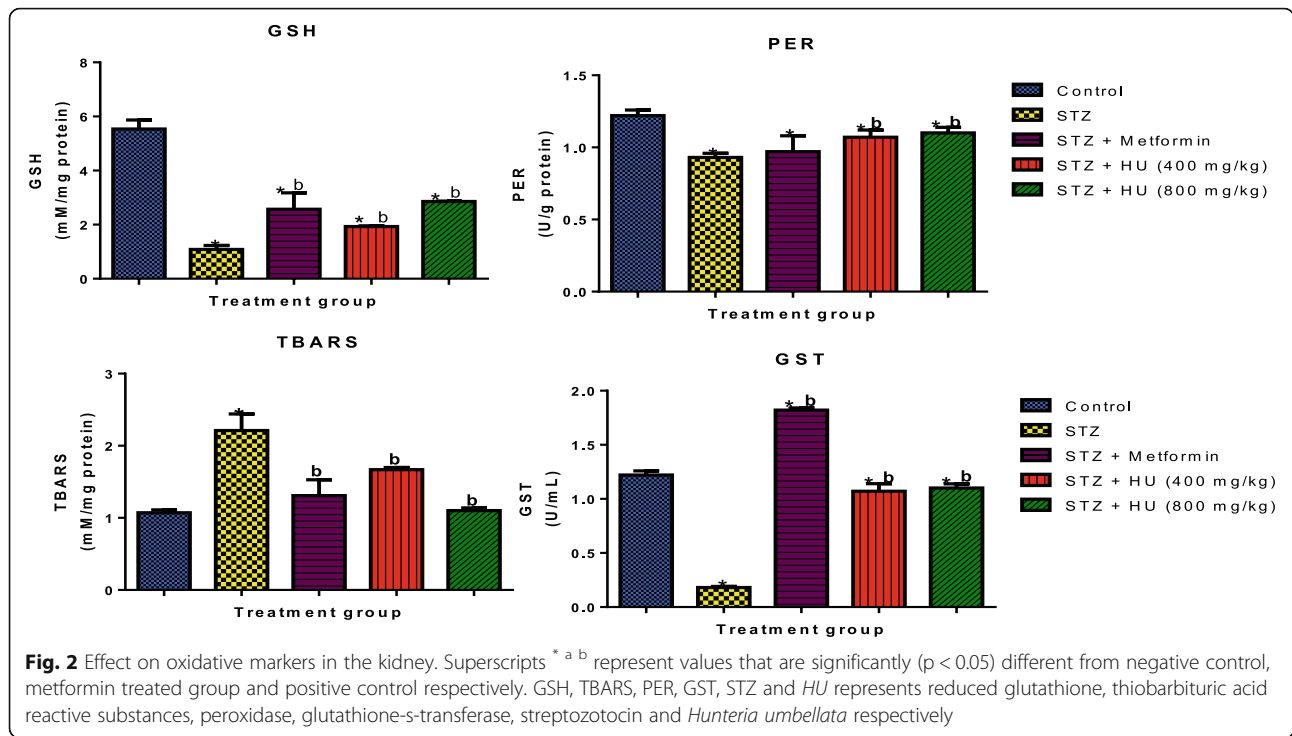 GSH
GSH
(mM/mg protein)
8
6
4
2
0
*
* b
* b
* b
Treatment group
PER
PER
(U/g protein)
1.5
1.0
0.5
0.0
*
*
* b
* b
Treatment group
Control
STZ
STZ + Metformin
STZ + HU (400 mg/kg)
STZ + HU (800 mg/kg)
TBARS
TBARS
(mM/mg protein)
3
2
1
0
*
b
b
b
Treatment group
GST
GST
(U/mL)
2.0
1.5
1.0
0.5
0.0
*
* b
* b
* b
Treatment group
Control
STZ
STZ + Metformin
STZ + HU (400 mg/kg)
STZ + HU (800 mg/kg)
Fig. 2 Effect on oxidative markers in the kidney. Superscripts * a b represent values that are significantly (p < 0.05) different from negative control,
metformin treated group and positive control respectively. GSH, TBARS, PER, GST, STZ and HU represents reduced glutathione, thiobarbituric acid
reactive substances, peroxidase, glutathione-s-transferase, streptozotocin and Hunteria umbellata respectively